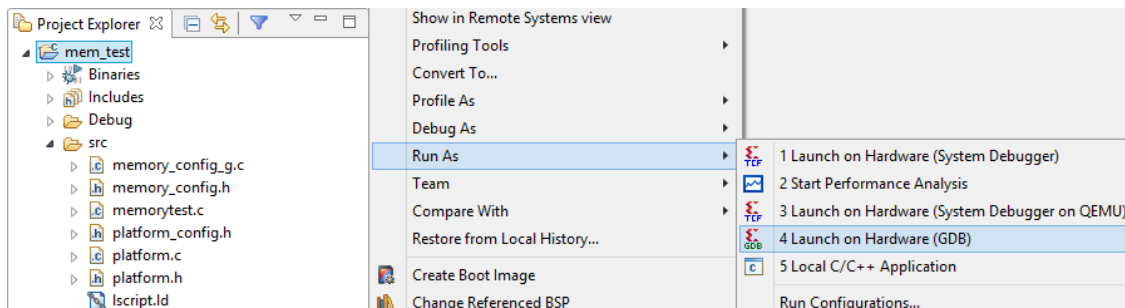 Project Explorer
mem_test
Binaries
Includes
Debug
src
memory_config_g.c
memory_config.h
memorytest.c
platform_config.h
platform.c
platform.h
lscript.ld
Show in Remote Systems view
Profiling Tools
Convert To...
Profile As
Debug As
Run As
Team
Compare With
Restore from Local History...
Create Boot Image
Change Referenced BSP
TCF 1 Launch on Hardware (System Debugger)
2 Start Performance Analysis
TCF 3 Launch on Hardware (System Debugger on QEMU)
GDB 4 Launch on Hardware (GDB)
c 5 Local C/C++ Application
Run Configurations...